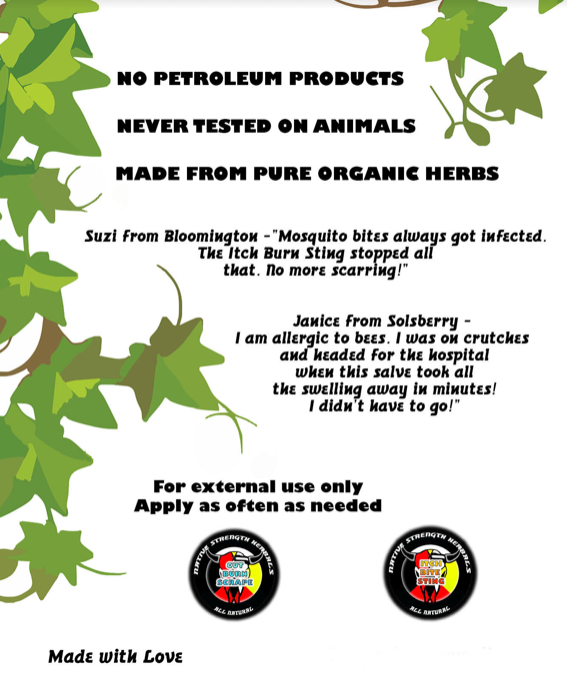 NO PETROLEUM PRODUCTS
NEVER TESTED ON ANIMALS
MADE FROM PURE ORGANIC HERBS
Suzi from Bloomington -"Mosquito bites always got infected.
The Itch Burn Sting stopped all
that. No more scarring!"
Janice from Solsberry -
I am allergic to bees. I was on crutches
and headed for the hospital
when this salve took all
the swelling away in minutes!
I didn't have to go!"
For external use only
Apply as often as needed
NATIVE STRENGTH HERBALS
CUT
BURN
SCRAPE
ALL NATURAL
NATIVE STRENGTH HERBALS
ITCH
BITE
STING
ALL NATURAL
Made with Love